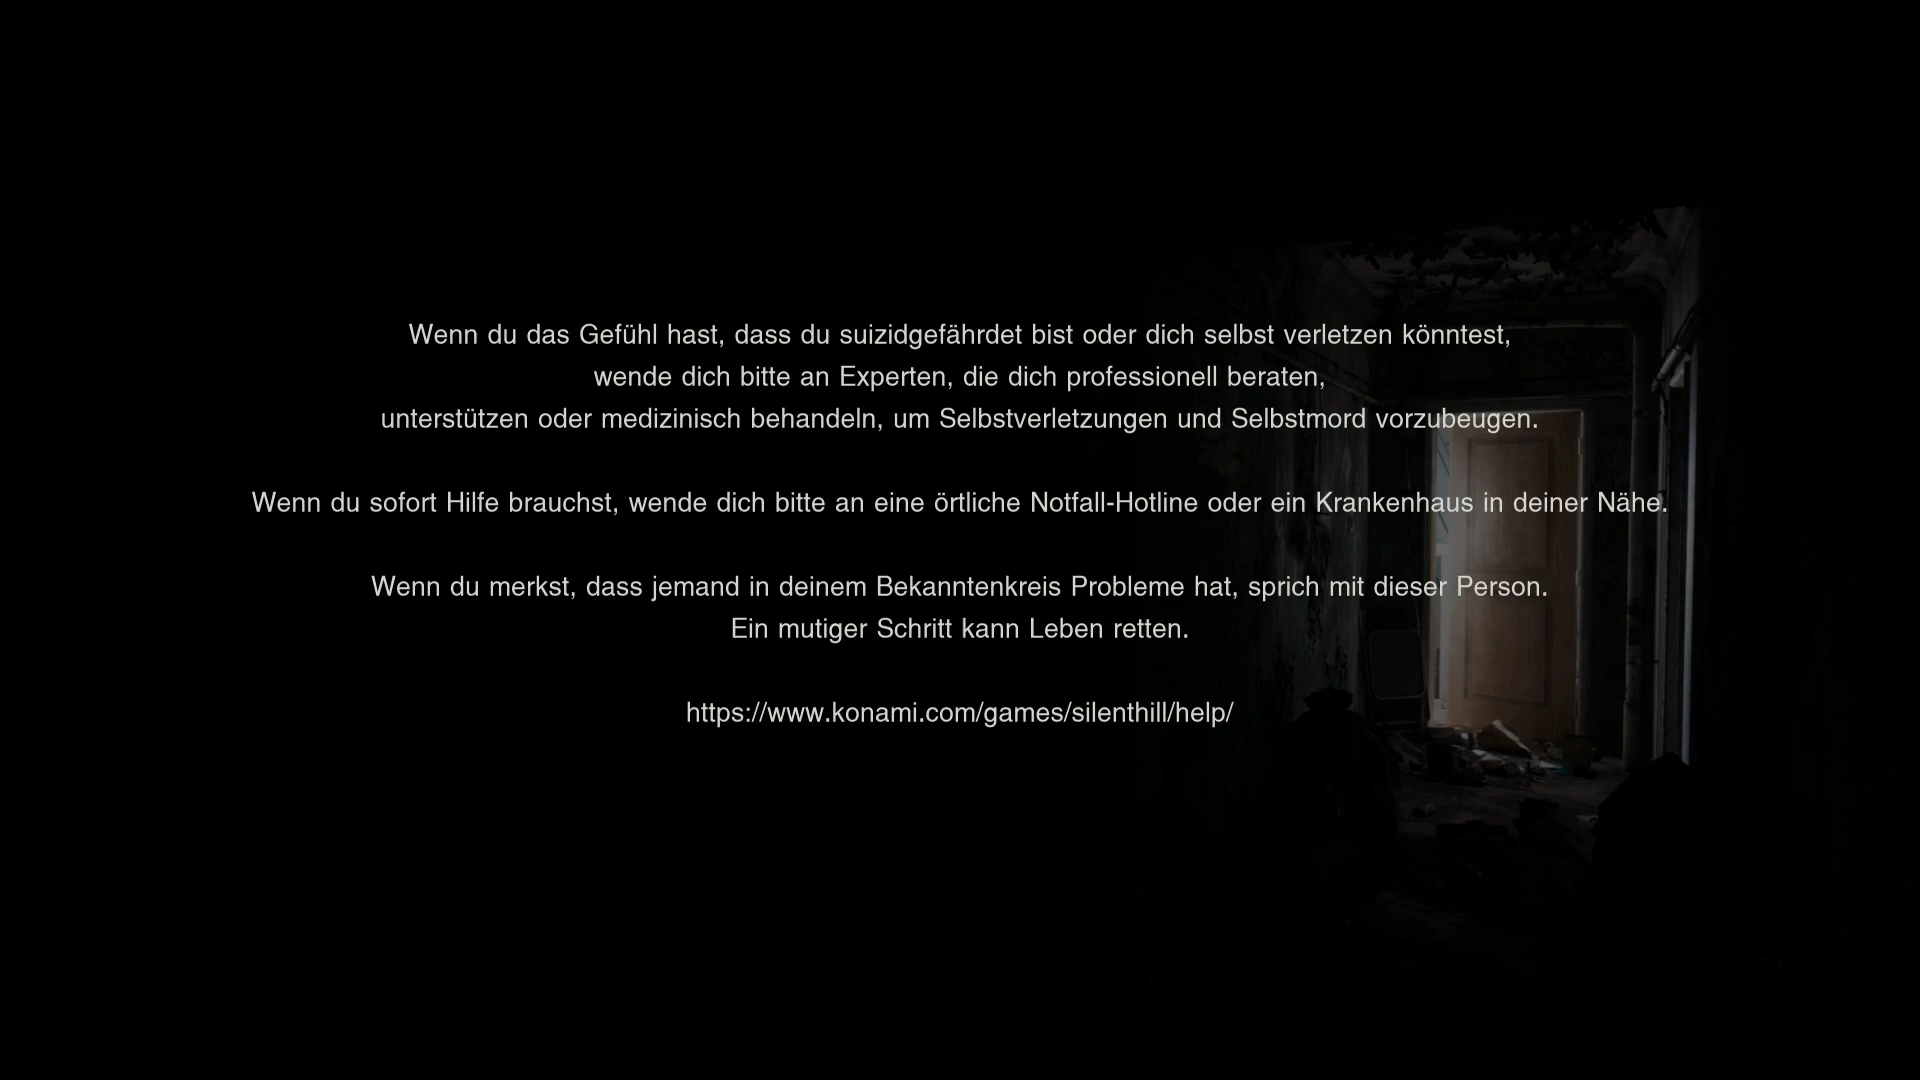 Wenn du das Gefühl hast, dass du suizidgefährdet bist oder dich selbst verletzen könntest,
wende dich bitte an Experten, die dich professionell beraten,
unterstützen oder medizinisch behandeln, um Selbstverletzungen und Selbstmord vorzubeugen.
Wenn du sofort Hilfe brauchst, wende dich bitte an eine örtliche Notfall-Hotline oder ein Krankenhaus in deiner Nähe.
Wenn du merkst, dass jemand in deinem Bekanntenkreis Probleme hat, sprich mit dieser Person.
Ein mutiger Schritt kann Leben retten.
https://www.konami.com/games/silenthill/help/